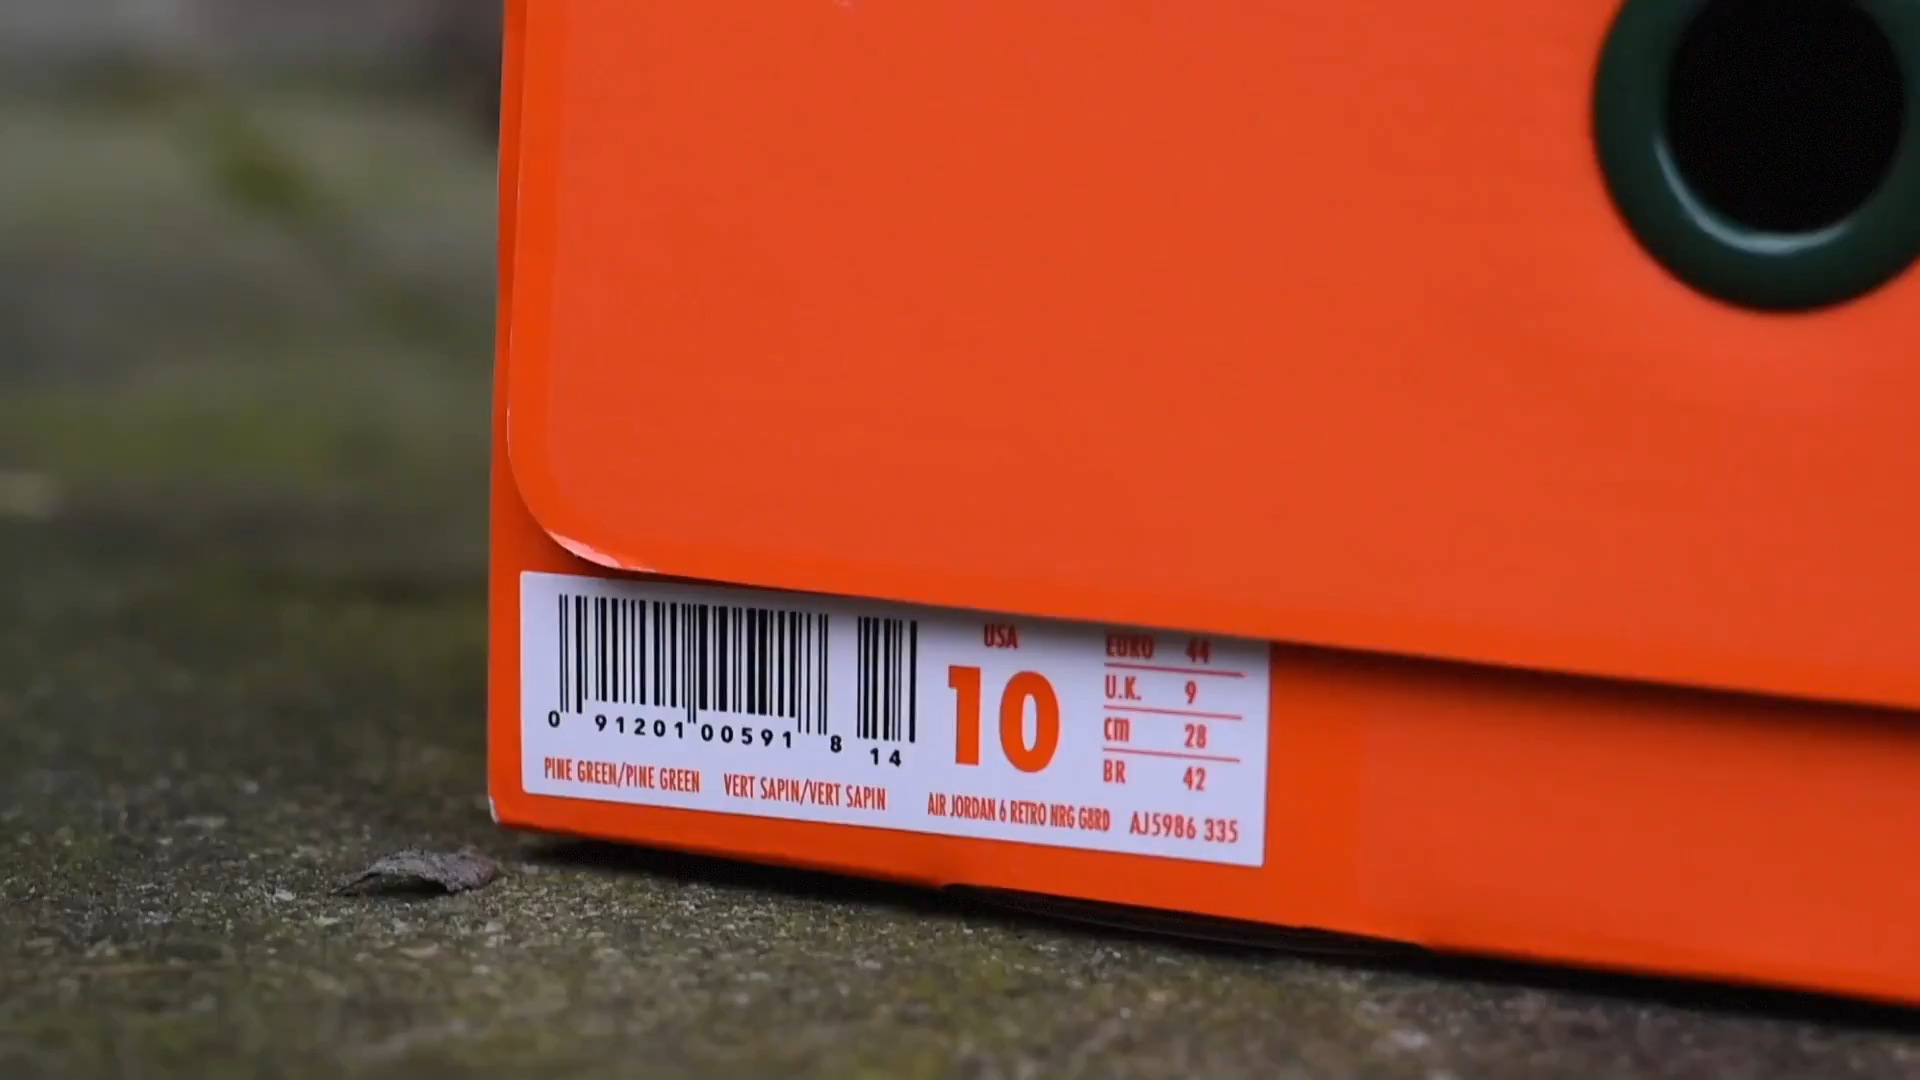 0 91201 00591 8 14
PINE GREEN/PINE GREEN VERT SAPIN/VERT SAPIN
USA
10
EURO 44
U.K. 9
CM 28
BR 42
AIR JORDAN 6 RETRO NRG G8RD AJ5986 335